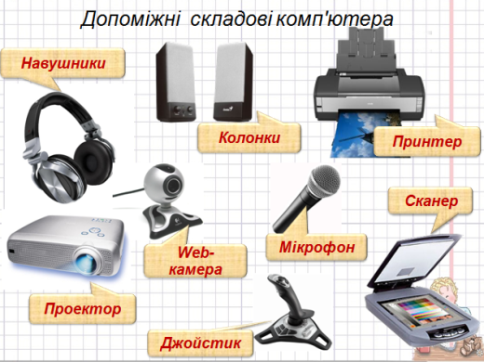 Допоміжні складові комп'ютера
Навушники
Колонки
Принтер
Сканер
Web-
камера
Мікрофон
Проектор
Джойстик